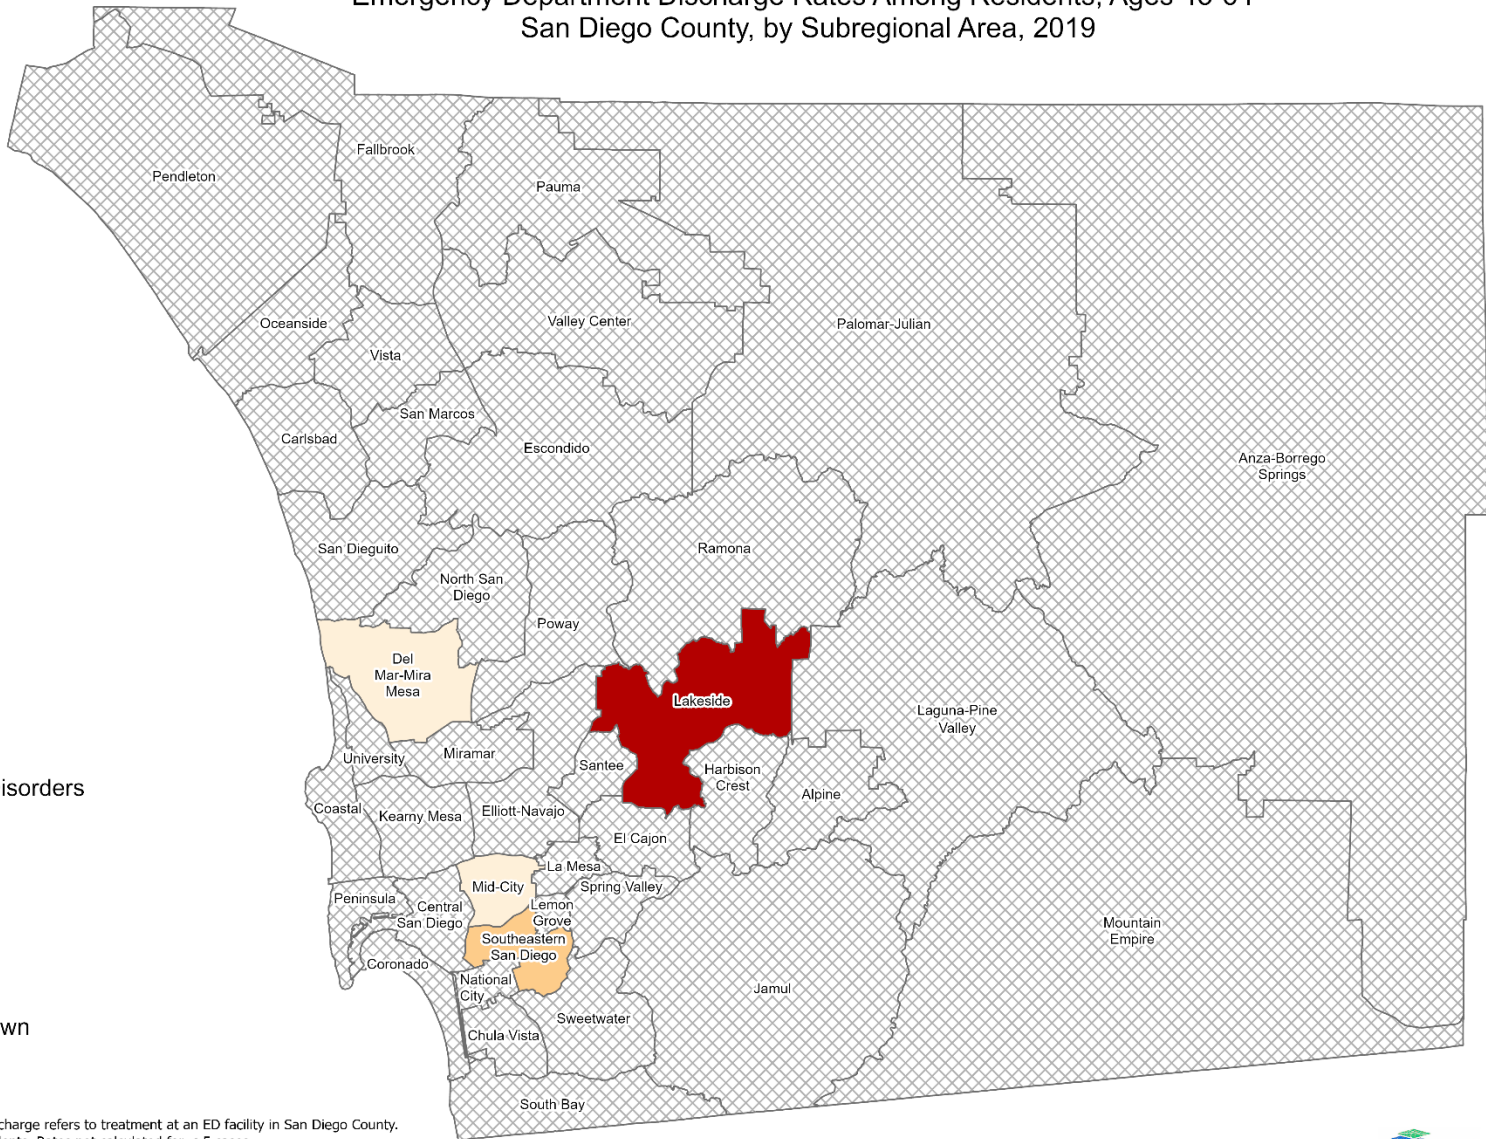 San Diego County, by Subregional Area, 2019
Fallbrook
Pendleton
Pauma
Oceanside
Valley Center
Palomar-Julian
Vista
San Marcos
Carlsbad
Escondido
Anza-Borrego
Springs
San Dieguito
Ramona
North San
Diego
Poway
Del
Mar-Mira
Mesa
Lakeside
Laguna-Pine
Valley
University
Miramar
Santee
Harbison
Crest
Alpine
isorders
Coastal
Kearny Mesa
Elliott-Navajo
El Cajon
La Mesa
Mid-City
Spring Valley
Peninsula
Central
San Diego
Lemon
Grove
Mountain
Empire
Southeastern
San Diego
Coronado
National
City
Jamul
Sweetwater
wn
Chula Vista
South Bay
charge refers to treatment at an ED facility in San Diego County.